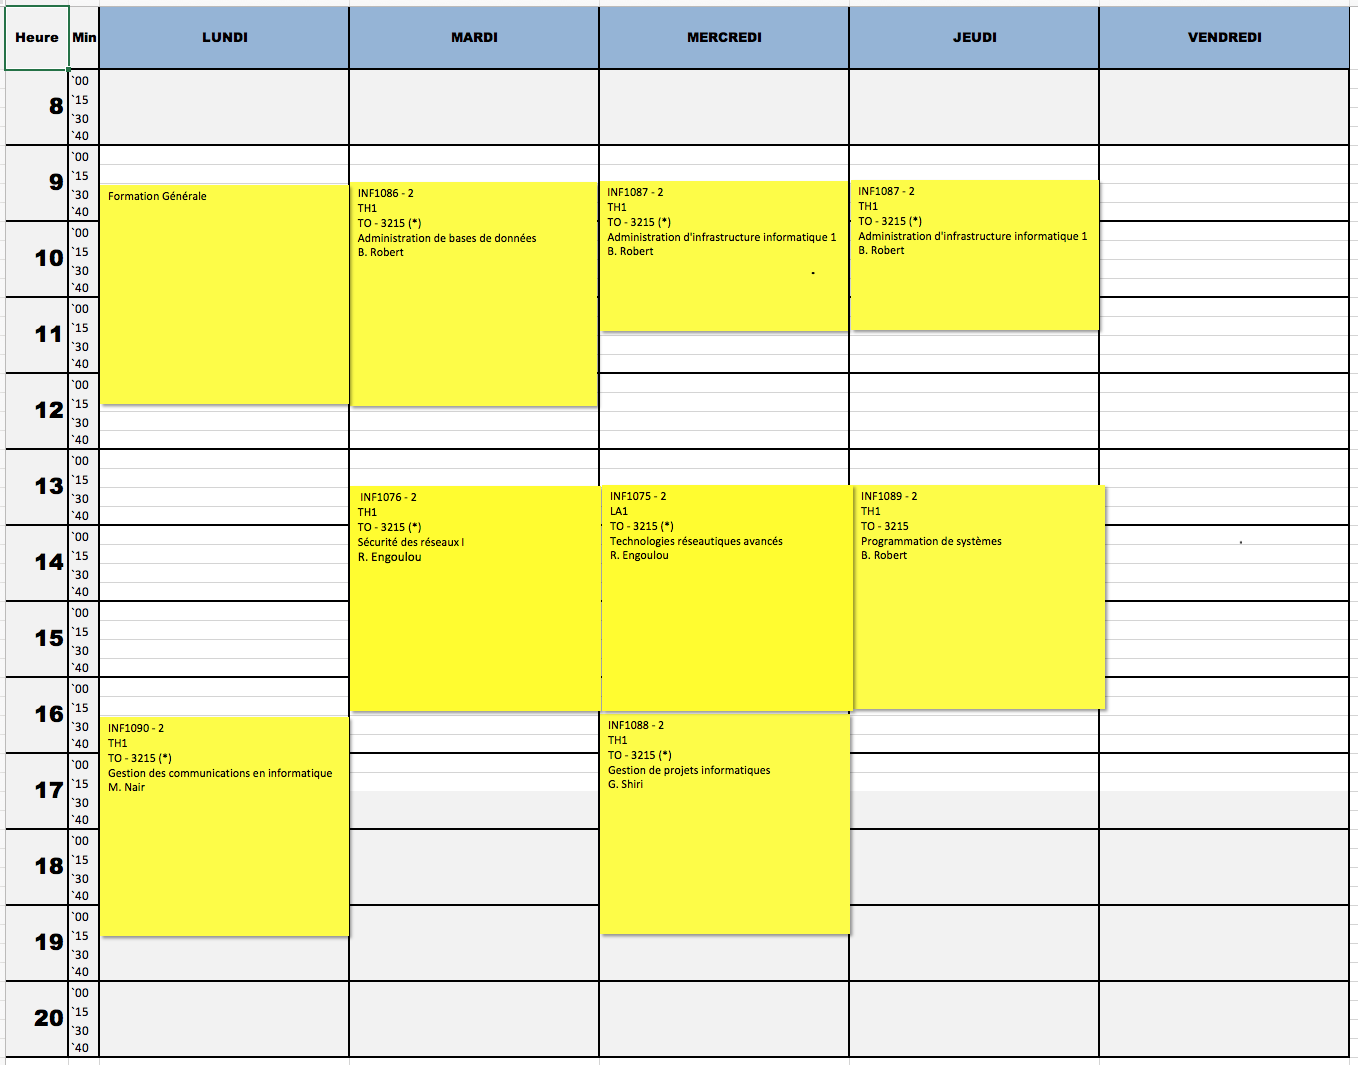 Heure Min LUNDI MARDI MERCREDI JEUDI VENDREDI
8
`00
`15
`30
`40
9
`00
`15
`30
`40
10
`00
`15
`30
`40
11
`00
`15
`30
`40
12
`00
`15
`30
`40
13
`00
`15
`30
`40
14
`00
`15
`30
`40
15
`00
`15
`30
`40
16
`00
`15
`30
`40
17
`00
`15
`30
`40
18
`00
`15
`30
`40
19
`00
`15
`30
`40
20
`00
`15
`30
`40
Formation Générale
INF1090 - 2
TH1
TO - 3215 (*)
Gestion des communications en informatique
M. Nair
INF1086 - 2
TH1
TO - 3215 (*)
Administration de bases de données
B. Robert
INF1076 - 2
TH1
TO - 3215 (*)
Sécurité des réseaux I
R. Engoulou
INF1087 - 2
TH1
TO - 3215 (*)
Administration d'infrastructure informatique 1
B. Robert
INF1075 - 2
LA1
TO - 3215 (*)
Technologies réseautiques avancés
R. Engoulou
INF1088 - 2
TH1
TO - 3215 (*)
Gestion de projets informatiques
G. Shiri
INF1087 - 2
TH1
TO - 3215 (*)
Administration d'infrastructure informatique 1
B. Robert
INF1089 - 2
TH1
TO - 3215
Programmation de systèmes
B. Robert